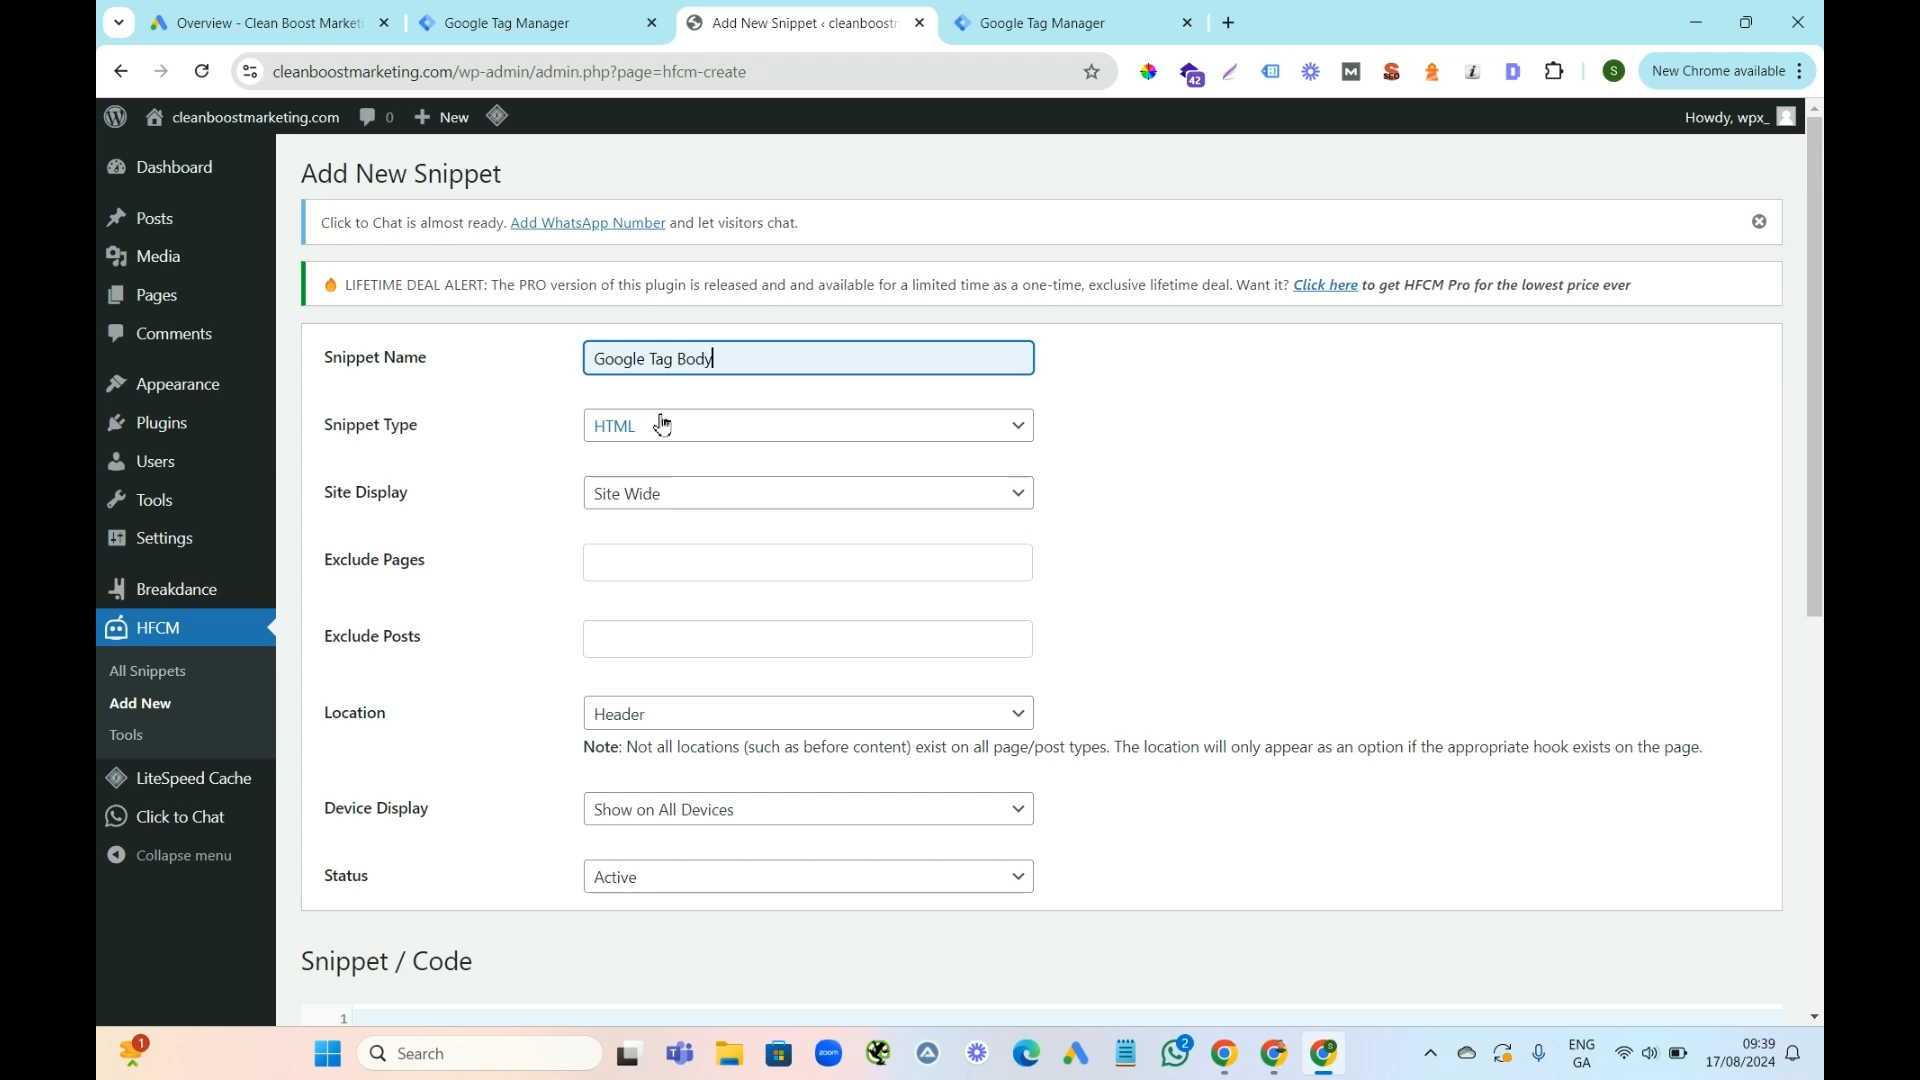 Overview - Clean Boost Market
Google Tag Manager
Add New Snippet ‹ cleanboostm
Google Tag Manager
cleanboostmarketing.com/wp-admin/admin.php?page=hfcm-create
42
S
New Chrome available
cleanboostmarketing.com
0
New
Howdy, wpx_
Dashboard
Posts
Media
Pages
Comments
Appearance
Plugins
Users
Tools
Settings
Breakdance
HFCM
All Snippets
Add New
Tools
LiteSpeed Cache
Click to Chat
Collapse menu
Add New Snippet
Click to Chat is almost ready. Add WhatsApp Number and let visitors chat.
LIFETIME DEAL ALERT: The PRO version of this plugin is released and and available for a limited time as a one-time, exclusive lifetime deal. Want it? Click here to get HFCM Pro for the lowest price ever
Snippet Name
Google Tag Body
Snippet Type
HTML
Site Display
Site Wide
Exclude Pages
Exclude Posts
Location
Header
Note: Not all locations (such as before content) exist on all page/post types. The location will only appear as an option if the appropriate hook exists on the page.
Device Display
Show on All Devices
Status
Active
Snippet / Code
1
1
Search
zoom
2
ENG
GA
09:39
17/08/2024